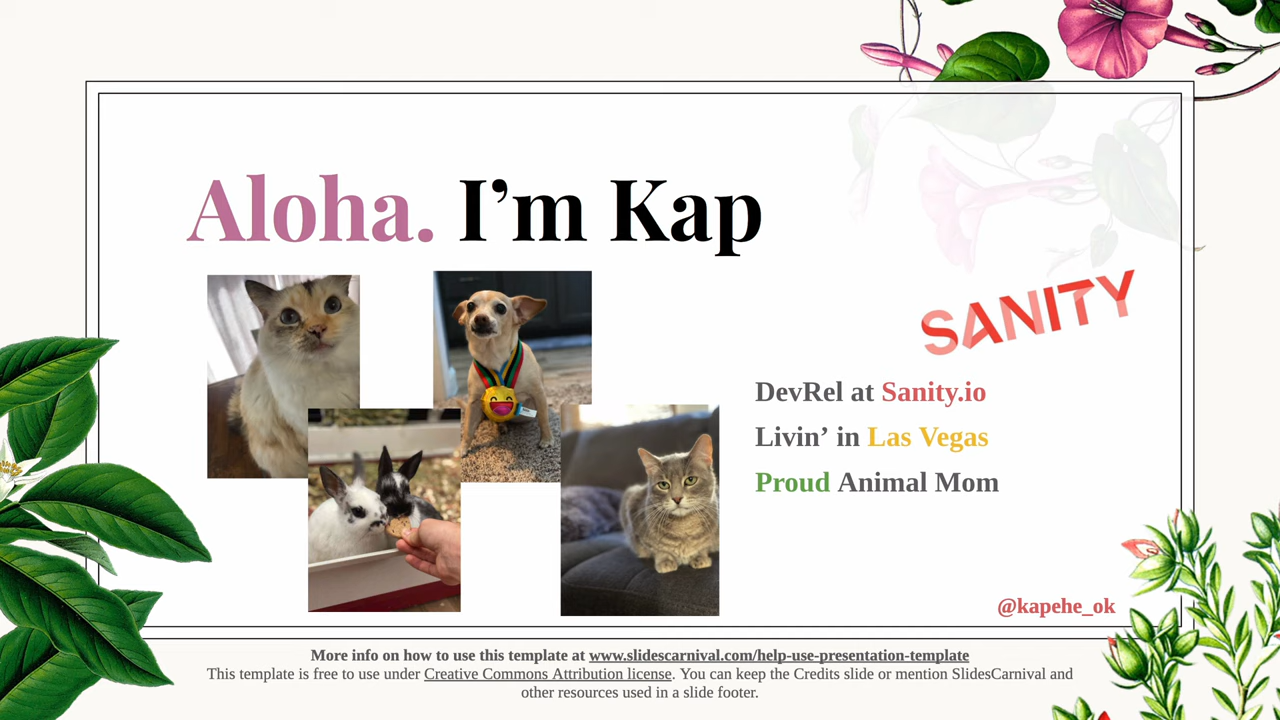 Aloha. I’m Kap
SANITY
DevRel at Sanity.io
Livin’ in Las Vegas
Proud Animal Mom
@kapehe_ok
More info on how to use this template at www.slidescarnival.com/help-use-presentation-template
This template is free to use under Creative Commons Attribution license. You can keep the Credits slide or mention SlidesCarnival and
other resources used in a slide footer.